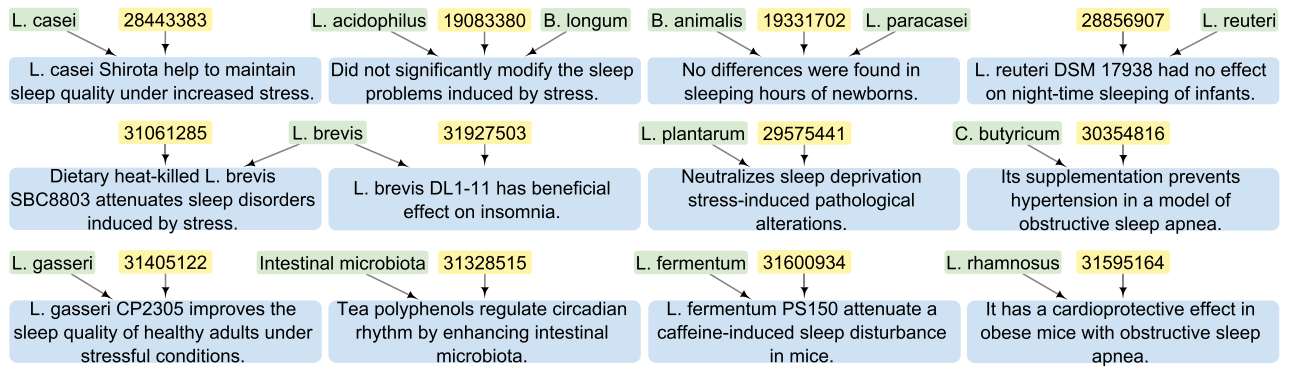 L. casei
28443383
L. casei Shirota help to maintain
sleep quality under increased stress.
L. acidophilus
19083380
B. longum
Did not significantly modify the sleep
problems induced by stress.
B. animalis
19331702
L. paracasei
No differences were found in
sleeping hours of newborns.
28856907
L. reuteri
L. reuteri DSM 17938 had no effect
on night-time sleeping of infants.
31061285
L. brevis
31927503
Dietary heat-killed L. brevis
SBC8803 attenuates sleep disorders
induced by stress.
L. brevis DL1-11 has beneficial
effect on insomnia.
L. plantarum
29575441
Neutralizes sleep deprivation
stress-induced pathological
alterations.
C. butyricum
30354816
Its supplementation prevents
hypertension in a model of
obstructive sleep apnea.
L. gasseri
31405122
L. gasseri CP2305 improves the
sleep quality of healthy adults under
stressful conditions.
Intestinal microbiota
31328515
Tea polyphenols regulate circadian
rhythm by enhancing intestinal
microbiota.
L. fermentum
31600934
L. fermentum PS150 attenuate a
caffeine-induced sleep disturbance
in mice.
L. rhamnosus
31595164
It has a cardioprotective effect in
obese mice with obstructive sleep
apnea.